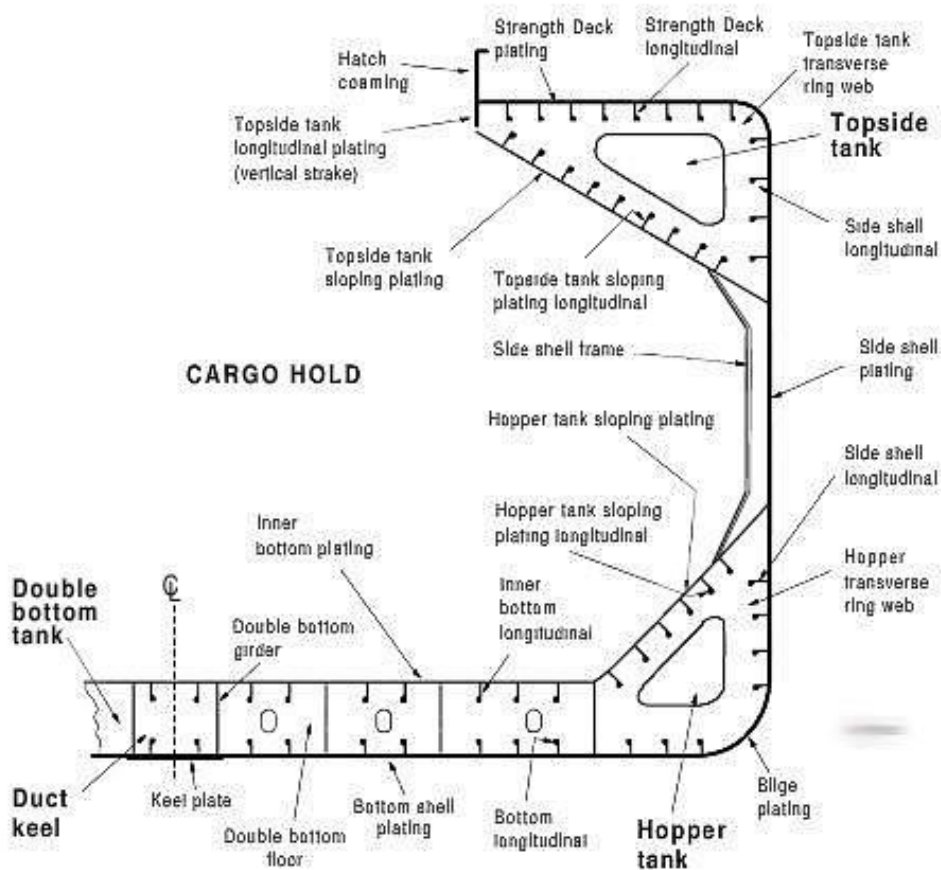 Strength Deck
plating
Strength Deck
longitudinal
Topside tank
transverse
ring web
Hatch
coaming
Topside tank
longitudinal plating
(vertical strake)
Topside
tank
Side shell
longitudinal
Topside tank
sloping plating
Topside tank sloping
plating longitudinal
Side shell frame
Side shell
plating
CARGO HOLD
Hopper tank sloping plating
Side shell
longitudinal
Hopper tank sloping
plating longitudinal
Inner
bottom plating
Hopper
transverse
ring web
Double
bottom
tank
CL
Double bottom
girder
Inner
bottom
longitudinal
Duct
keel
Keel plate
Double bottom
floor
Bottom shell
plating
Bottom
longitudinal
Hopper
tank
Bilge
plating